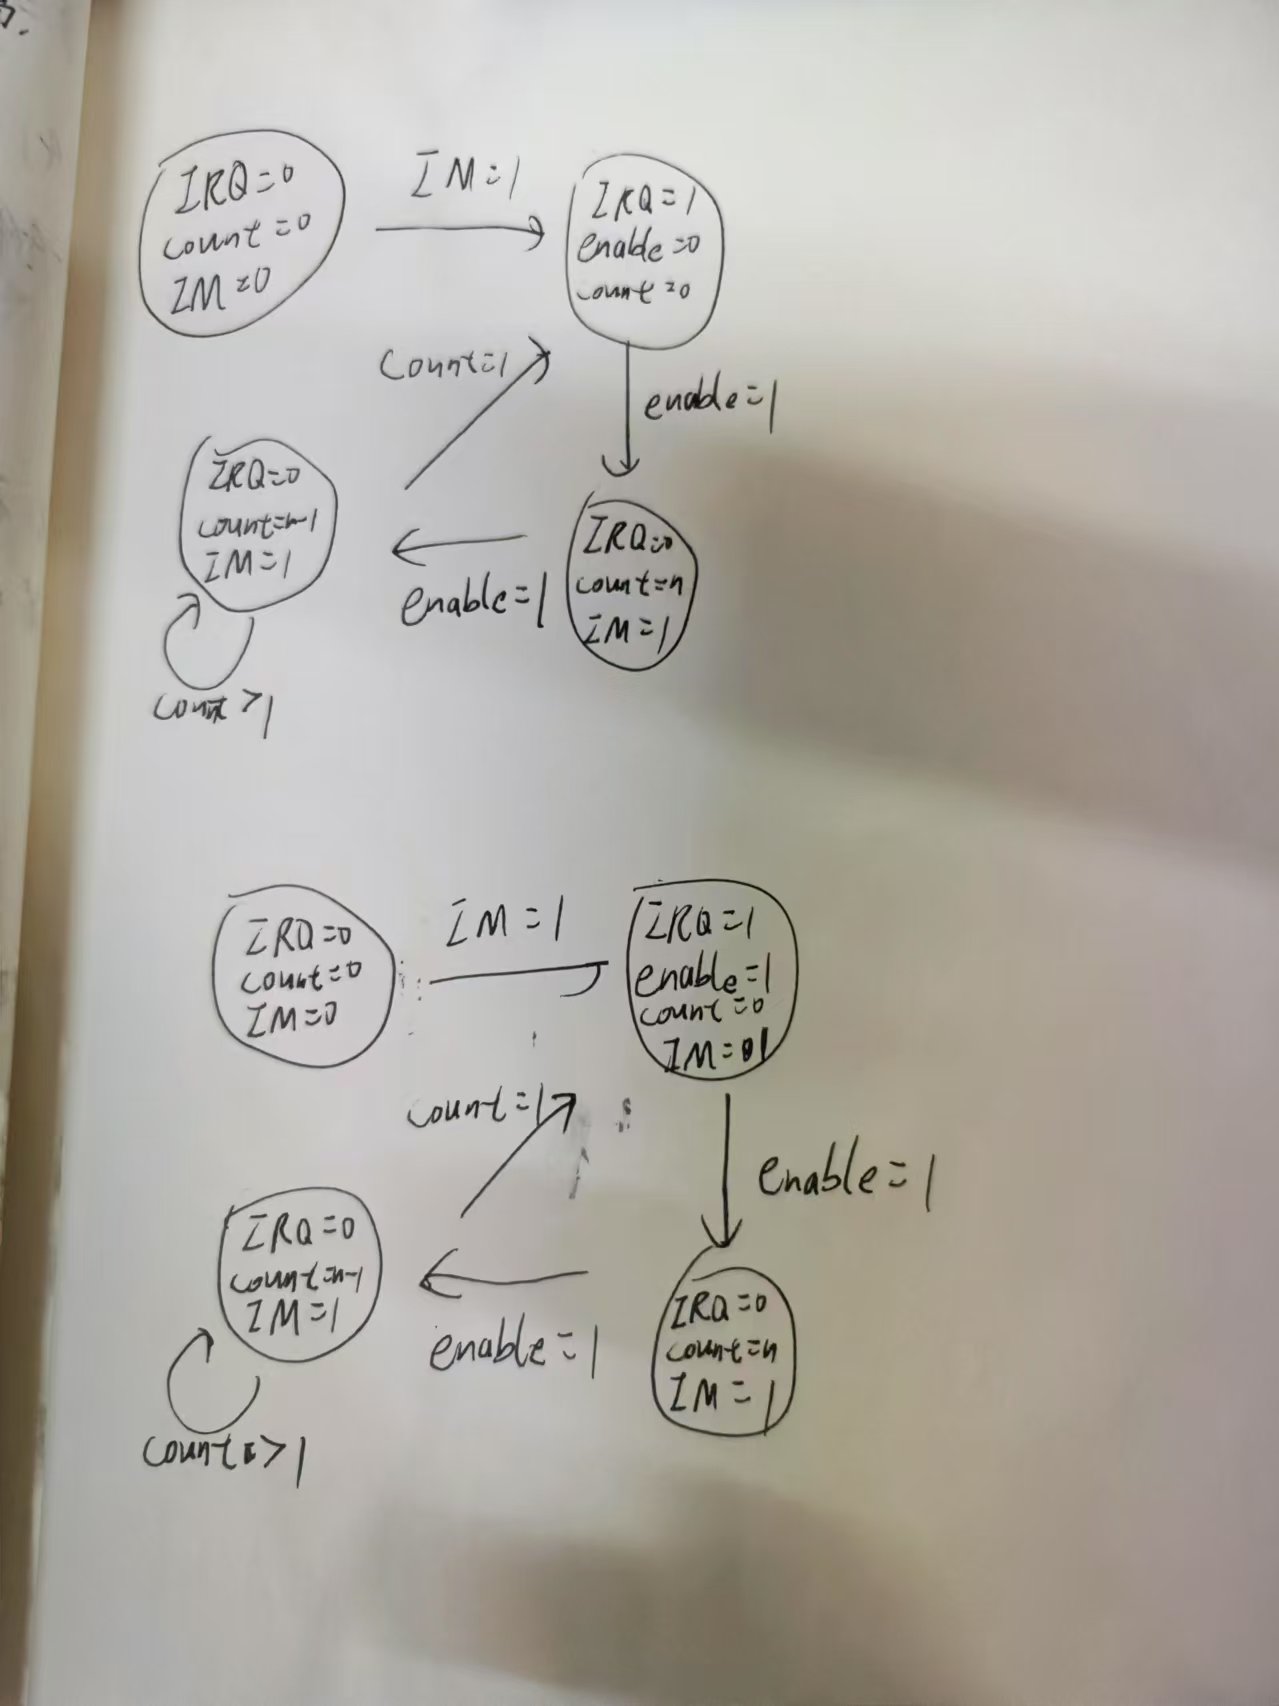 IRQ=0
count=0
IM=0
IM=1
IRQ=1
enable=0
count=0
count=1
enable=1
IRQ=0
count=n-1
IM=1
enable=1
IRQ=0
count=n
IM=1
count>1
IRQ=0
count=0
IM=0
IM=1
IRQ=1
enable=1
count=0
IM=1
count=1
enable=1
IRQ=0
count=n-1
IM=1
enable=1
IRQ=0
count=n
IM=1
count>1